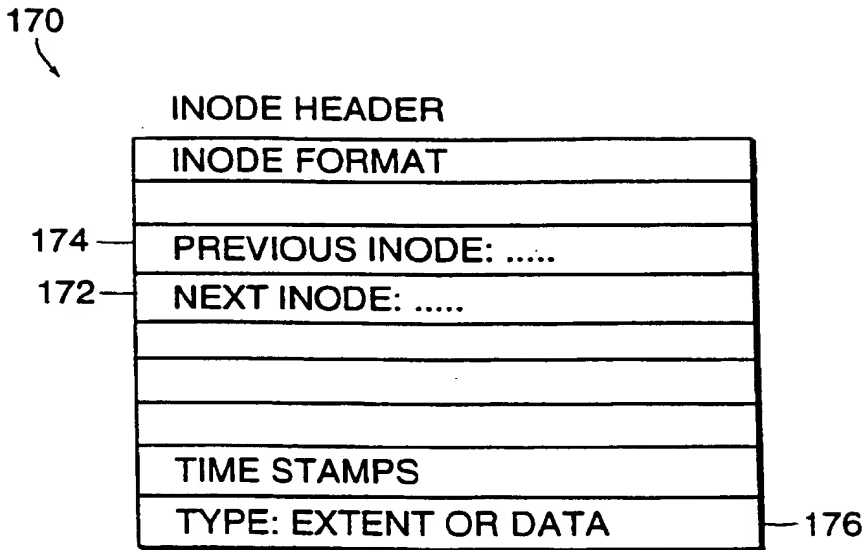 170
INODE HEADER
INODE FORMAT
174
PREVIOUS INODE: .....
172
NEXT INODE: .....
TIME STAMPS
TYPE: EXTENT OR DATA
176